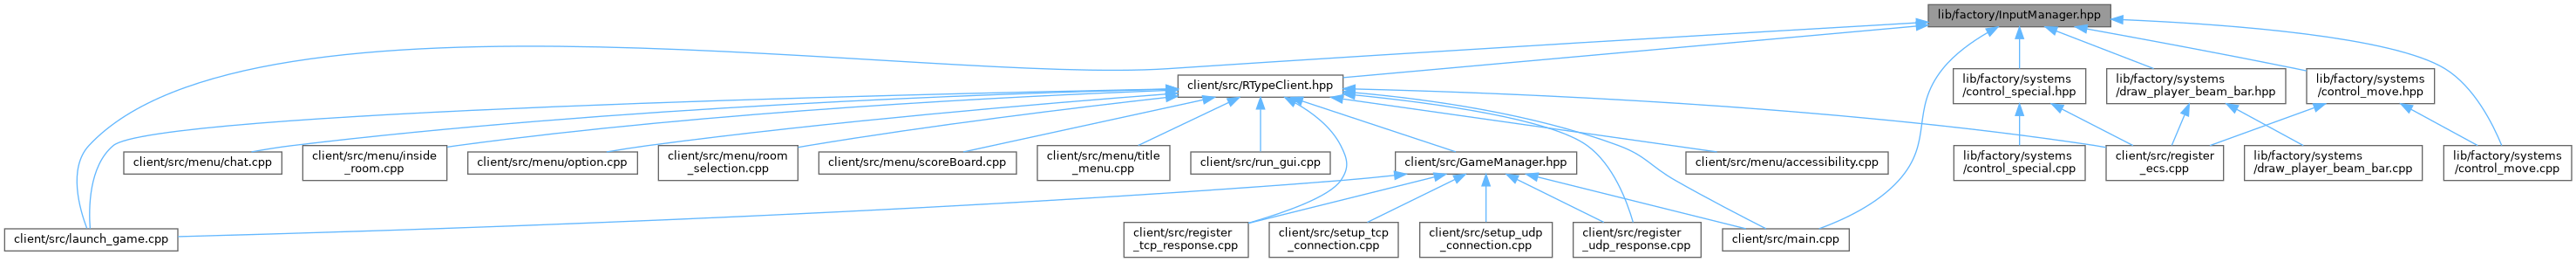 lib/factory/InputManager.hpp
client/src/RTypeClient.hpp
lib/factory/systems
/control_special.hpp
lib/factory/systems
/draw_player_beam_bar.hpp
lib/factory/systems
/control_move.hpp
client/src/menu/chat.cpp
client/src/menu/inside
_room.cpp
client/src/menu/option.cpp
client/src/menu/room
_selection.cpp
client/src/menu/scoreBoard.cpp
client/src/menu/title
_menu.cpp
client/src/run_gui.cpp
client/src/GameManager.hpp
client/src/menu/accessibility.cpp
lib/factory/systems
/control_special.cpp
client/src/register
_ecs.cpp
lib/factory/systems
/draw_player_beam_bar.cpp
lib/factory/systems
/control_move.cpp
client/src/launch_game.cpp
client/src/register
_tcp_response.cpp
client/src/setup_tcp
_connection.cpp
client/src/setup_udp
_connection.cpp
client/src/register
_udp_response.cpp
client/src/main.cpp